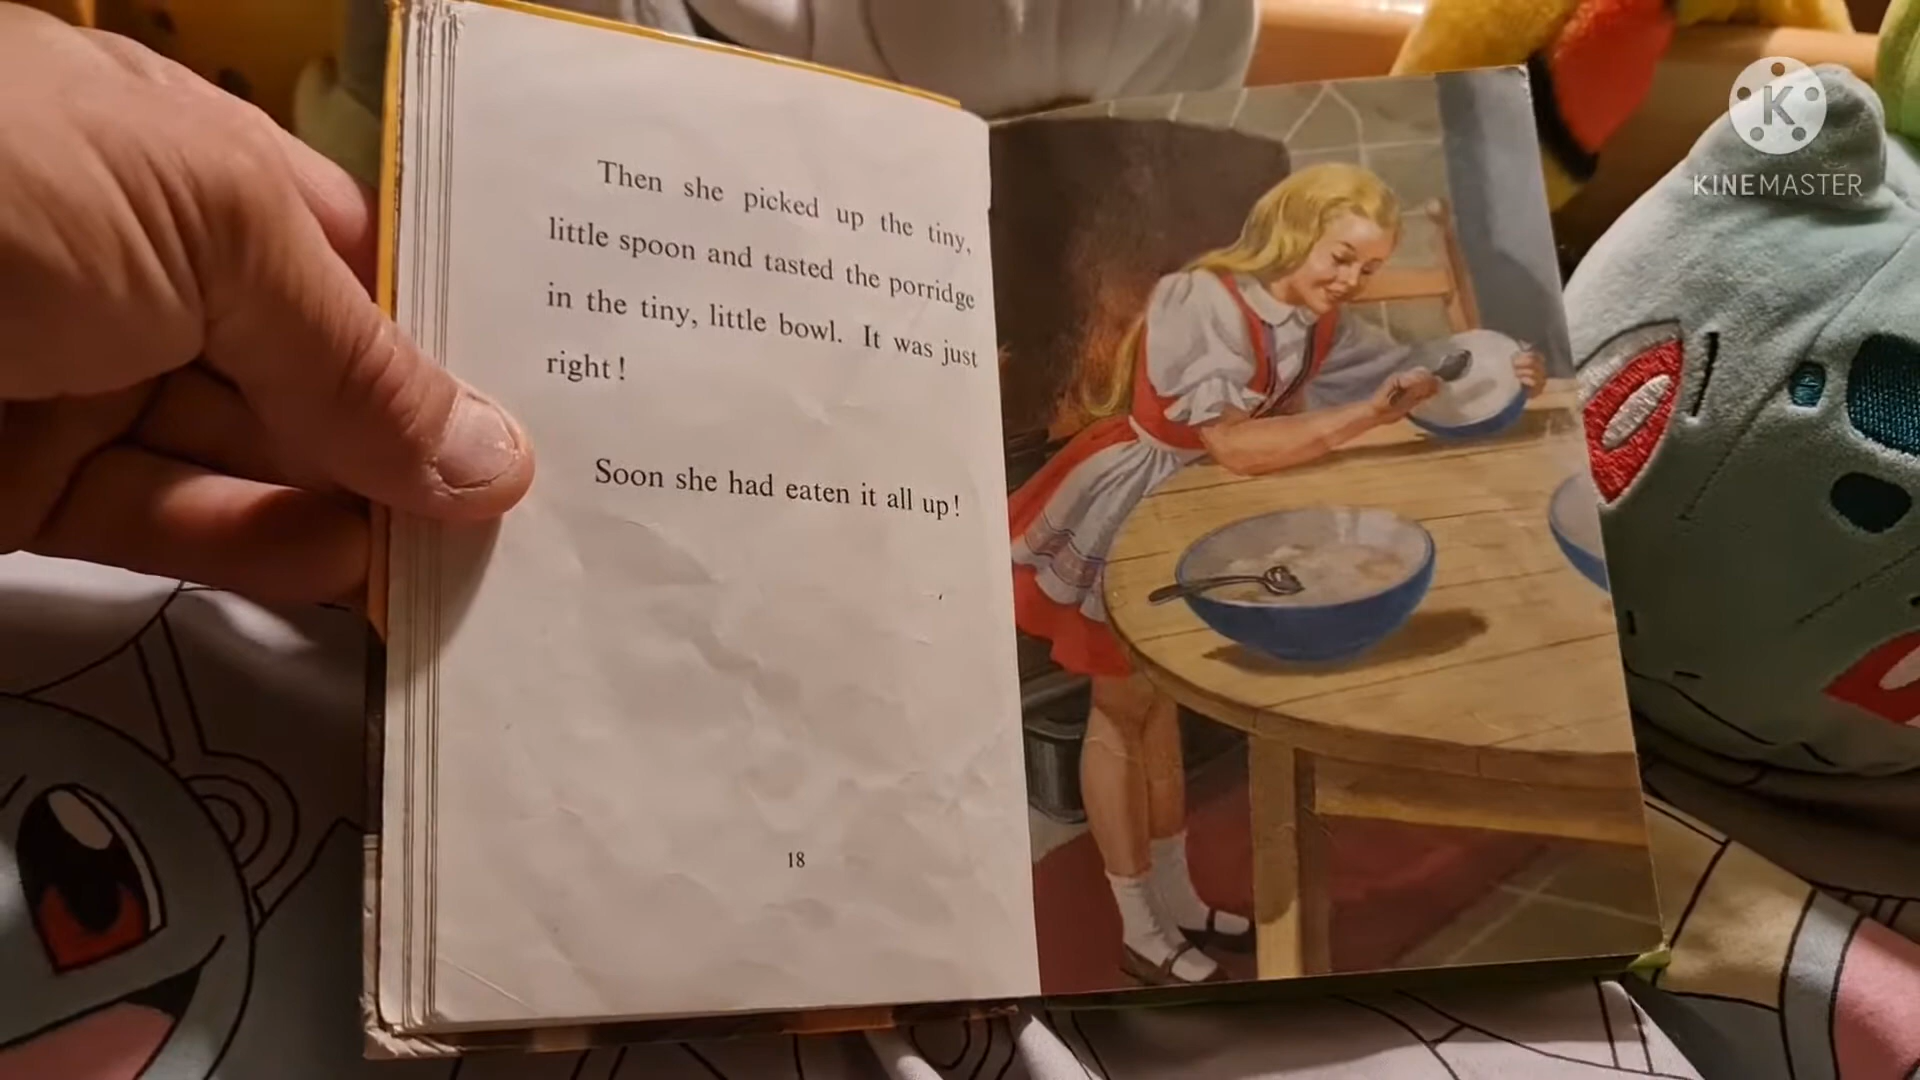 Then she picked up the tiny,
little spoon and tasted the porridge
in the tiny, little bowl. It was just
right !
Soon she had eaten it all up !
18
K
KINEMASTER